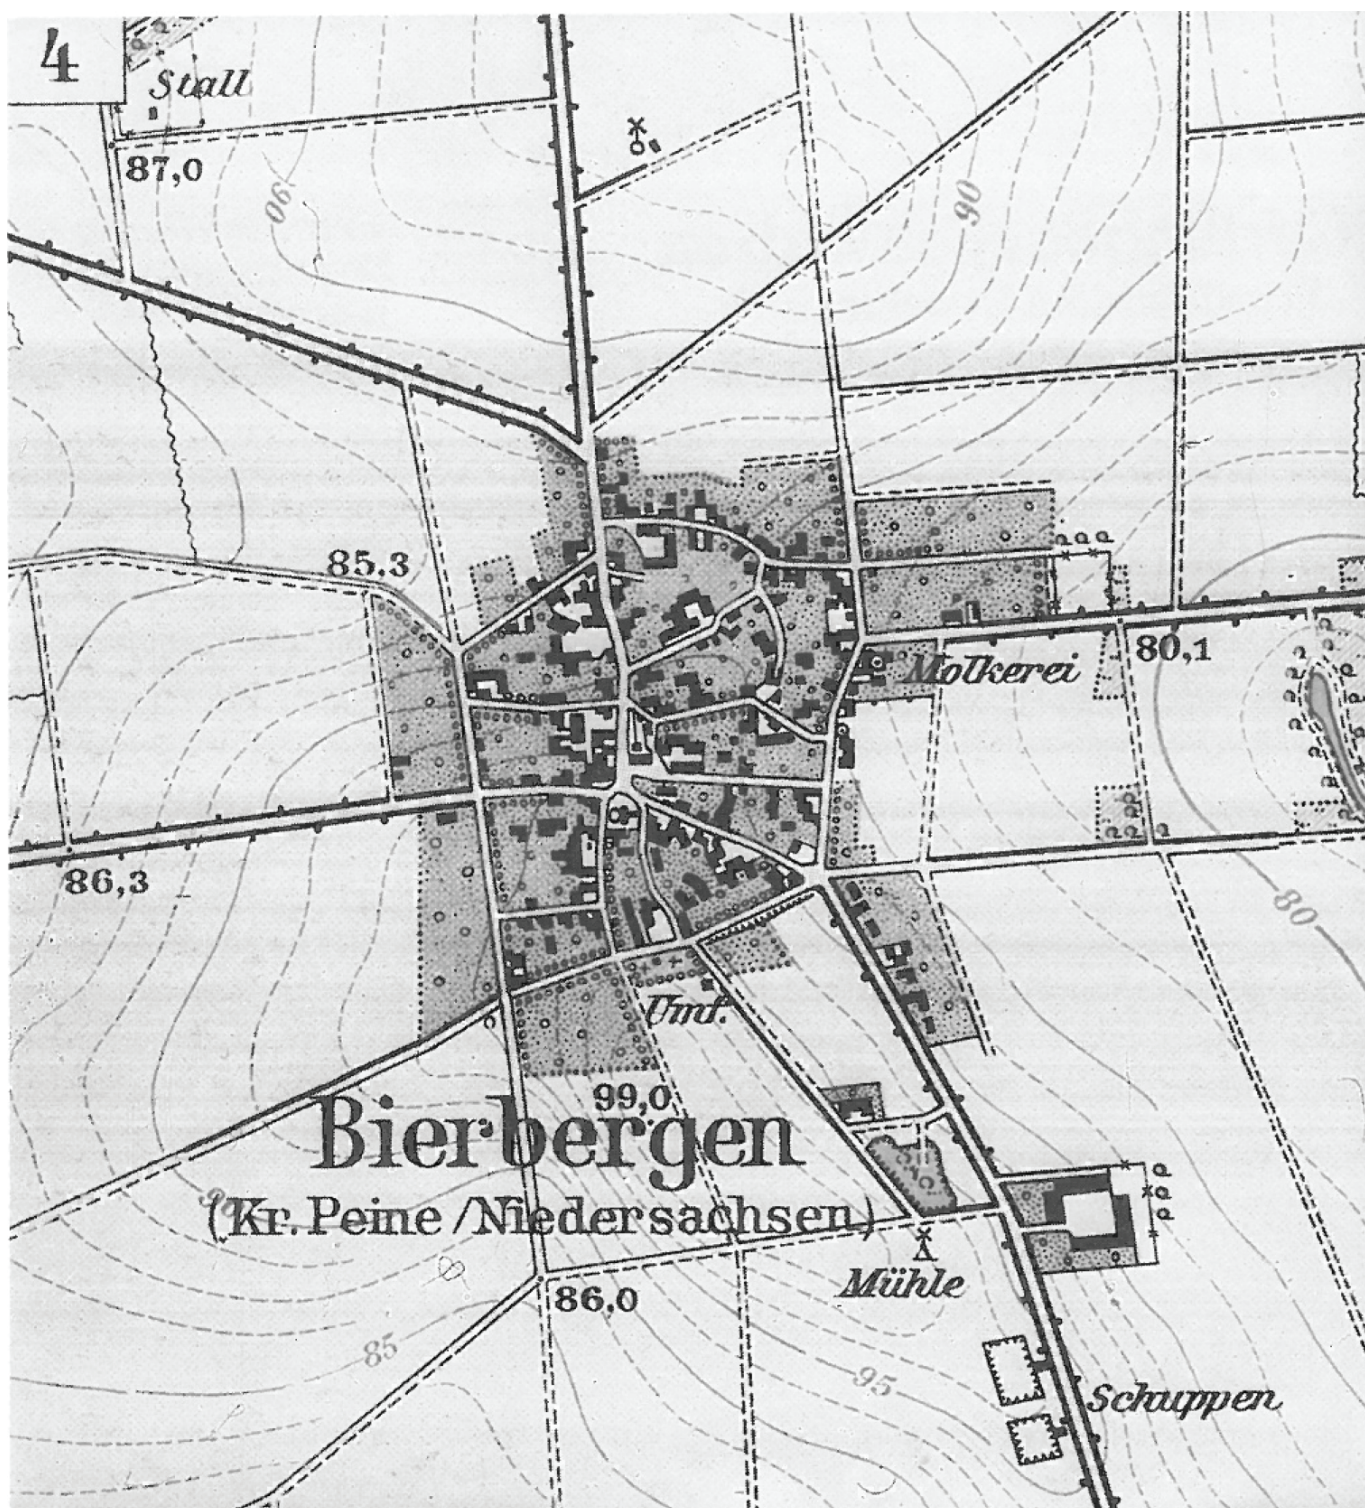 4
Stall
87,0
90
90
85.3
Molkerei
80,1
86,3
80
Umf.
99,0
Bierbergen
(Kr. Peine/Niedersachsen)
86.0
Mühle
85
95
Schuppen